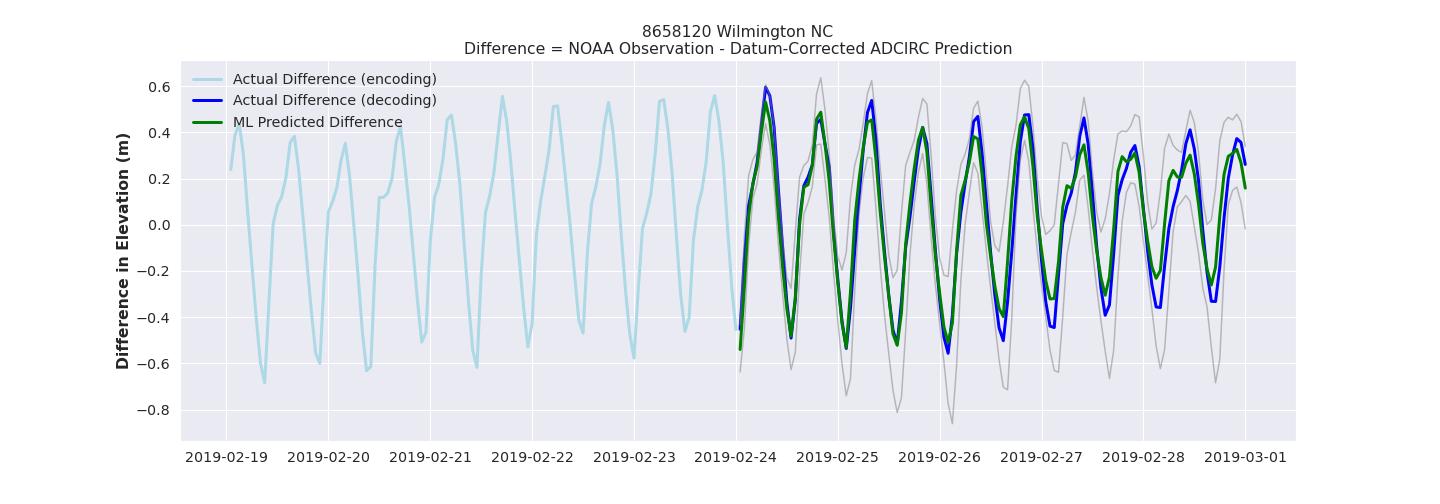 8658120 Wilmington NC
Difference = NOAA Observation - Datum-Corrected ADCIRC Prediction
Actual Difference (encoding)
Actual Difference (decoding)
ML Predicted Difference
Difference in Elevation (m)
0.6
0.4
0.2
0.0
−0.2
−0.4
−0.6
−0.8
2019-02-19 2019-02-20 2019-02-21 2019-02-22 2019-02-23 2019-02-24 2019-02-25 2019-02-26 2019-02-27 2019-02-28 2019-03-01